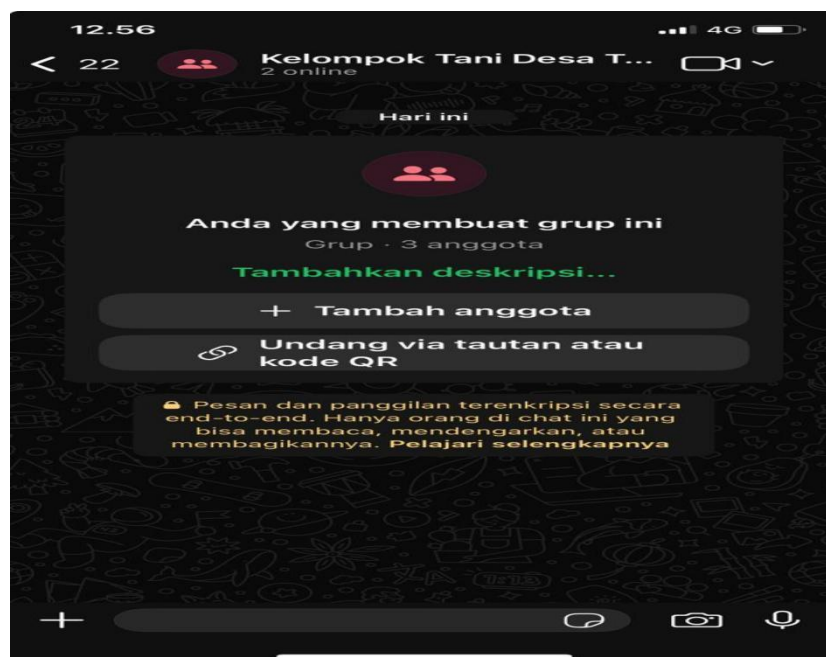 12.56
4G
22
Kelompok Tani Desa T...
2 online
Hari ini
Anda yang membuat grup ini
Grup · 3 anggota
Tambahkan deskripsi...
+ Tambah anggota
Undang via tautan atau
kode QR
Pesan dan panggilan terenkripsi secara
end-to-end. Hanya orang di chat ini yang
bisa membaca, mendengarkan, atau
membagikannya. Pelajari selengkapnya